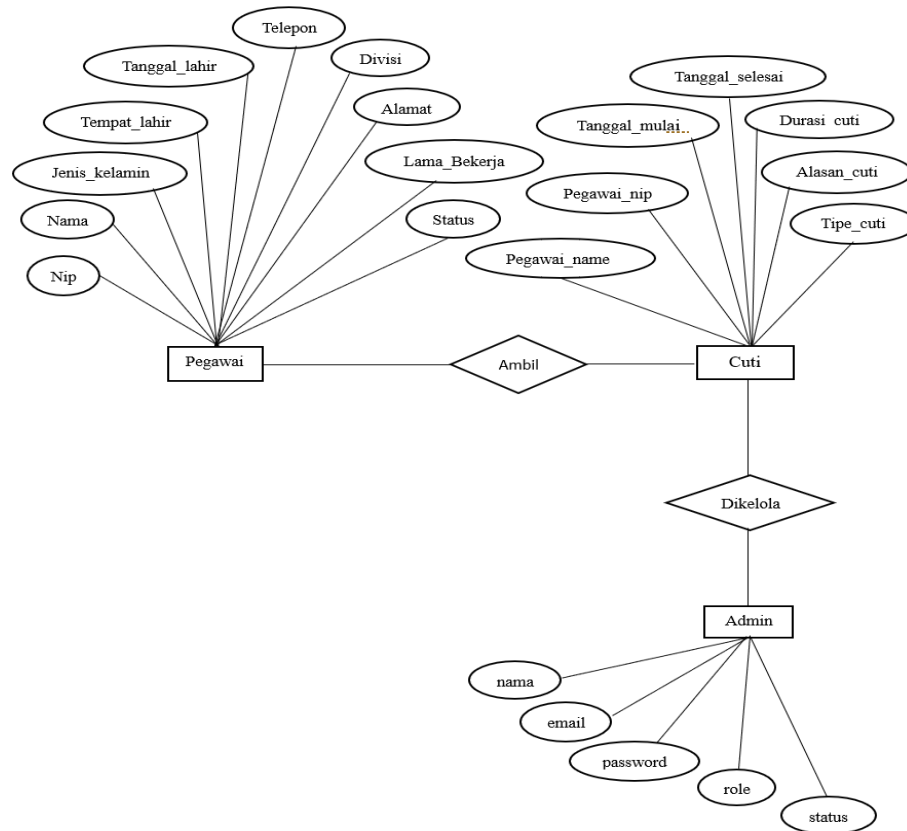 Telepon
Tanggal_lahir
Divisi
Tempat_lahir
Alamat
Jenis_kelamin
Lama_Bekerja
Nama
Status
Nip
Pegawai
Ambil
Tanggal_selesai
Tanggal_mulai
Durasi_cuti
Pegawai_nip
Alasan_cuti
Pegawai_name
Tipe_cuti
Cuti
Dikelola
Admin
nama
email
password
role
status